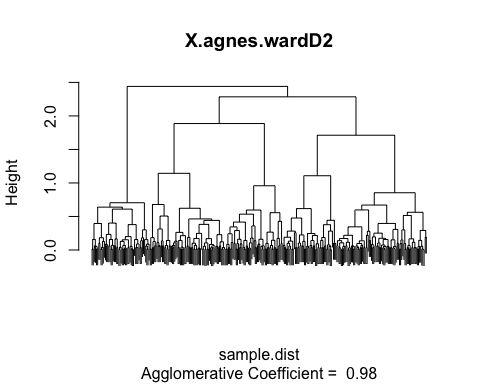 X.agnes.wardD2
Height
2.0
1.0
0.0
sample.dist
Agglomerative Coefficient = 0.98